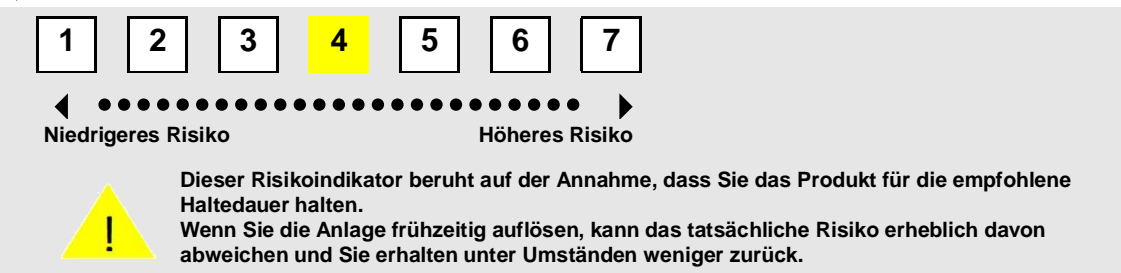 1 2 3 4 5 6 7
Niedrigeres Risiko Höheres Risiko
Dieser Risikoindikator beruht auf der Annahme, dass Sie das Produkt für die empfohlene
Haltedauer halten.
Wenn Sie die Anlage frühzeitig auflösen, kann das tatsächliche Risiko erheblich davon
abweichen und Sie erhalten unter Umständen weniger zurück.
!